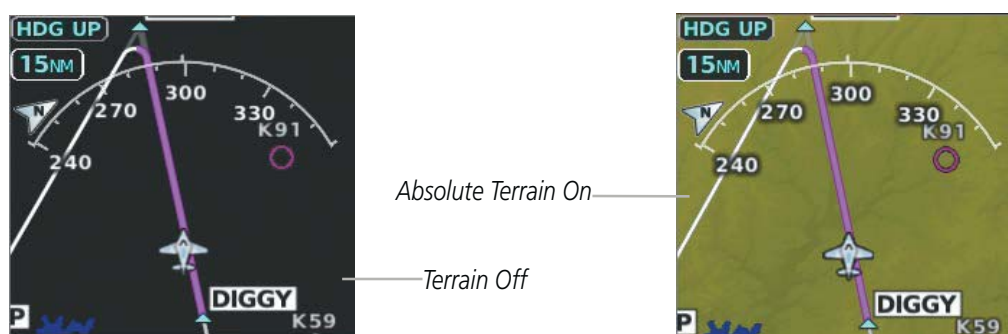 HDG UP
15NM
N
240
270
300
330
K91
DIGGY
K59
P
Absolute Terrain On
Terrain Off
HDG UP
15NM
N
240
270
300
330
K91
DIGGY
K59
P